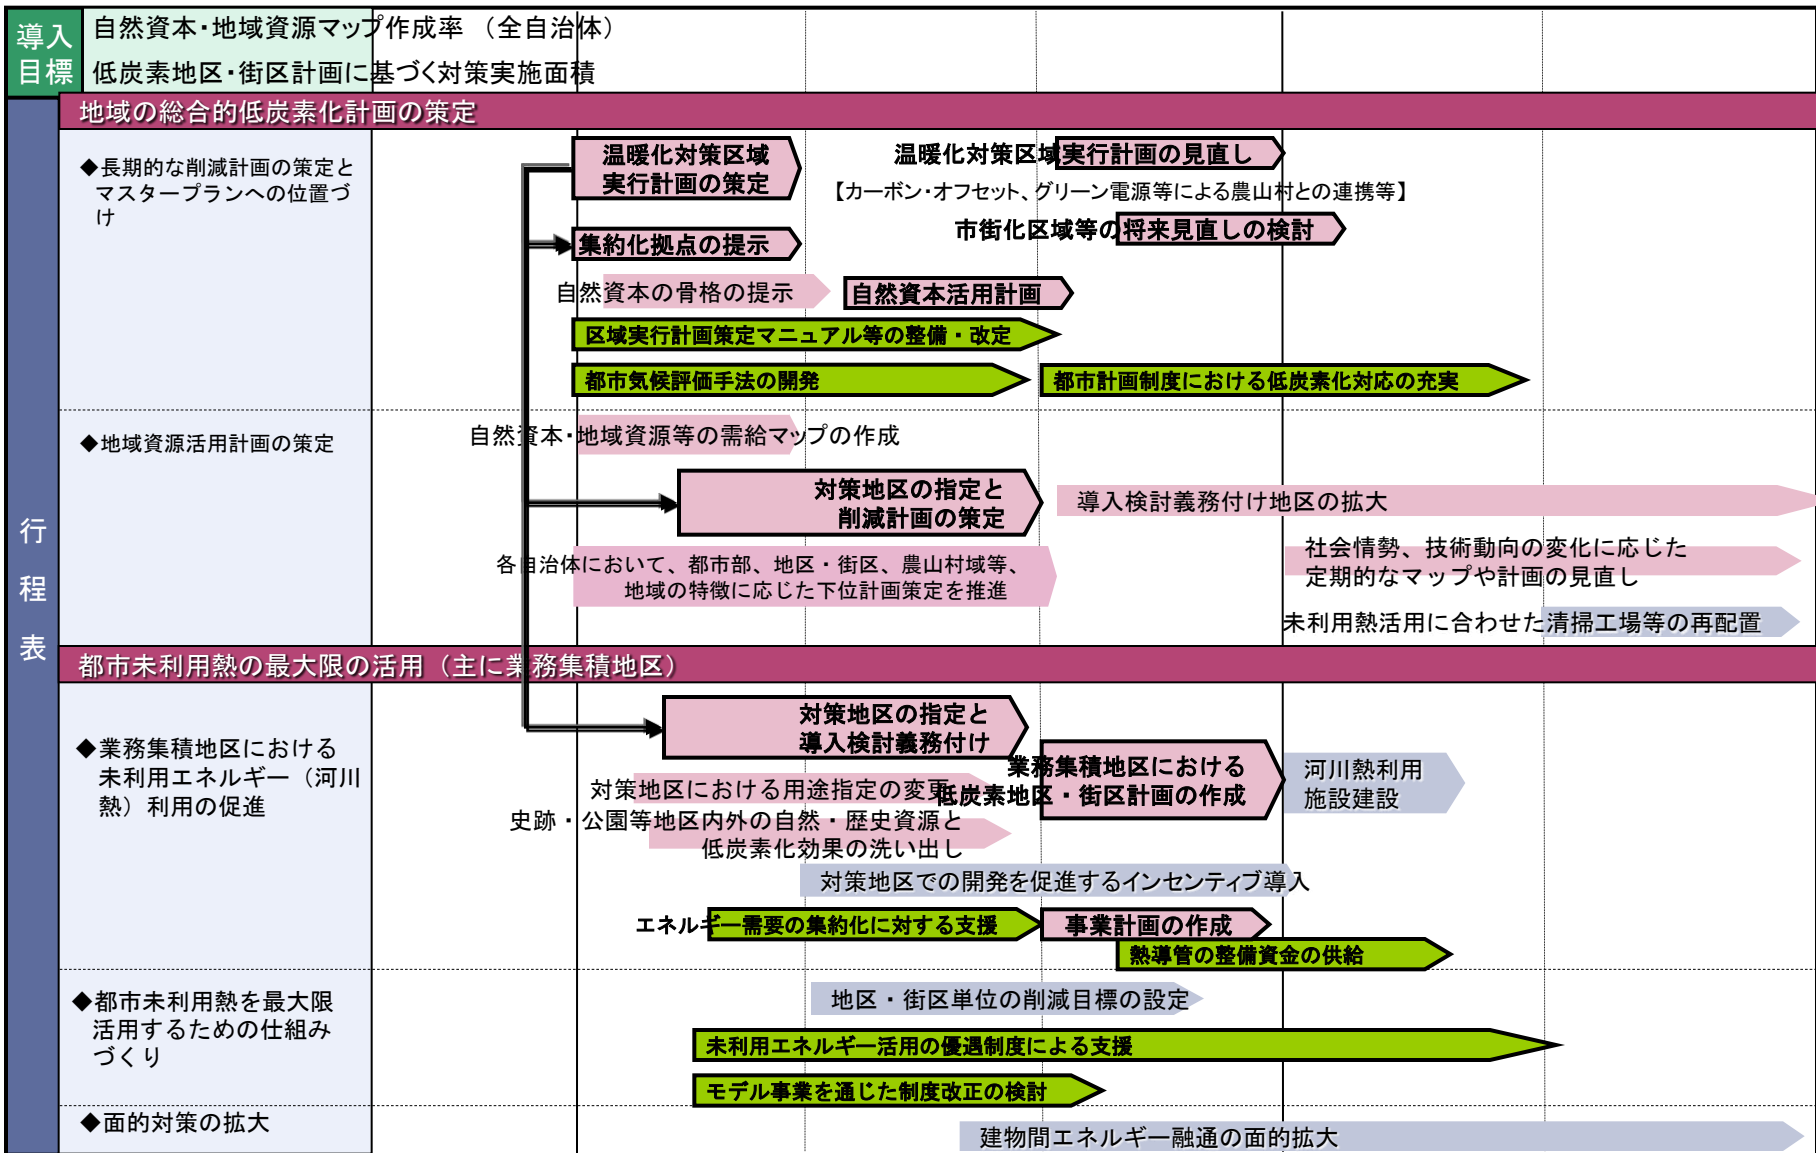 導入
目標
自然資本・地域資源マップ作成率 （全自治体）
低炭素地区・街区計画に基づく対策実施面積
行
程
表
地域の総合的低炭素化計画の策定
◆長期的な削減計画の策定と
マスタープランへの位置づ
け
温暖化対策区域
実行計画の策定
温暖化対策区域実行計画の見直し
【カーボン・オフセット、グリーン電源等による農山村との連携等】
市街化区域等の将来見直しの検討
集約化拠点の提示
自然資本の骨格の提示
自然資本活用計画
区域実行計画策定マニュアル等の整備・改定
都市気候評価手法の開発
都市計画制度における低炭素化対応の充実
◆地域資源活用計画の策定
自然資本・地域資源等の需給マップの作成
対策地区の指定と
削減計画の策定
導入検討義務付け地区の拡大
各自治体において、都市部、地区・街区、農山村域等、
地域の特徴に応じた下位計画策定を推進
社会情勢、技術動向の変化に応じた
定期的なマップや計画の見直し
未利用熱活用に合わせた清掃工場等の再配置
都市未利用熱の最大限の活用（主に業務集積地区）
◆業務集積地区における
未利用エネルギー（河川
熱）利用の促進
対策地区の指定と
導入検討義務付け
業務集積地区における
低炭素地区・街区計画の作成
河川熱利用
施設建設
対策地区における用途指定の変更
史跡・公園等地区内外の自然・歴史資源と
低炭素化効果の洗い出し
対策地区での開発を促進するインセンティブ導入
エネルギー需要の集約化に対する支援
事業計画の作成
熱導管の整備資金の供給
◆都市未利用熱を最大限
活用するための仕組み
づくり
地区・街区単位の削減目標の設定
未利用エネルギー活用の優遇制度による支援
モデル事業を通じた制度改正の検討
◆面的対策の拡大
建物間エネルギー融通の面的拡大